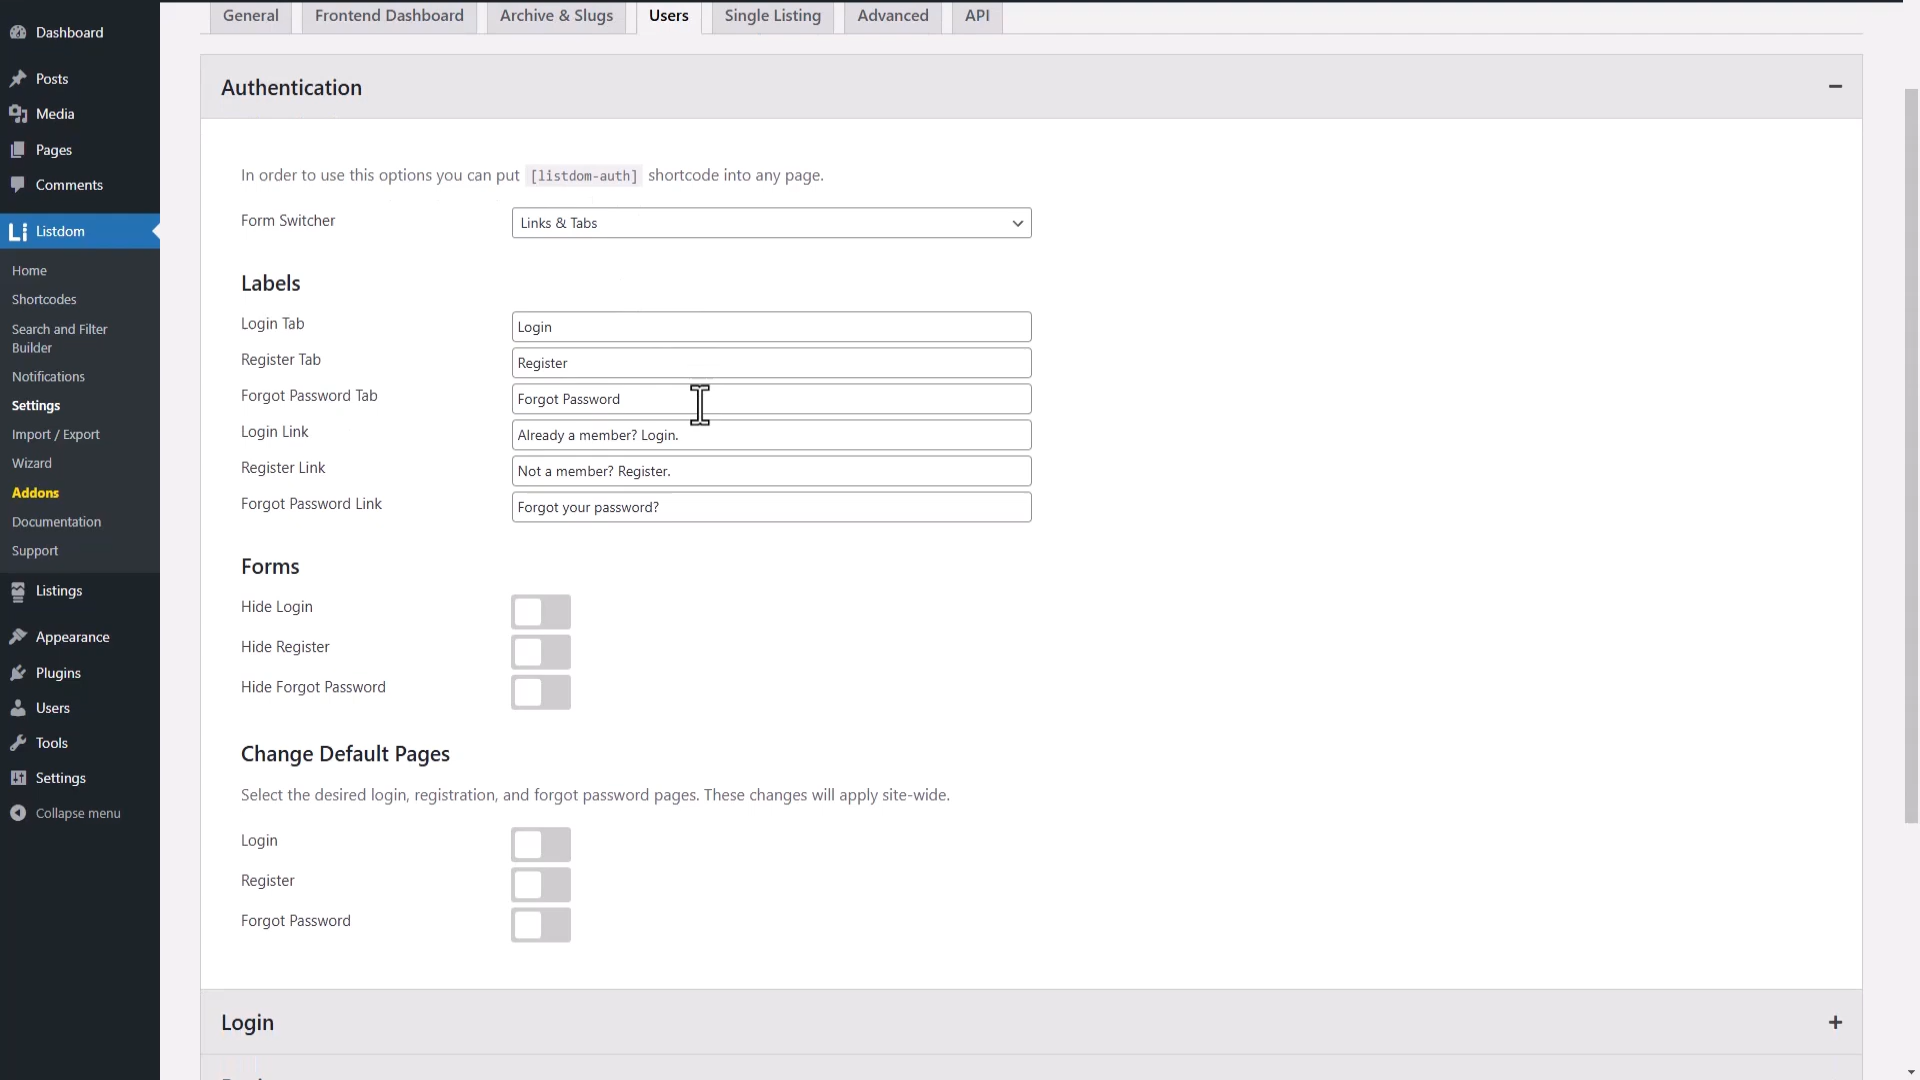 General
Frontend Dashboard
Archive & Slugs
Users
Single Listing
Advanced
API
Dashboard
Posts
Media
Pages
Comments
Listdom
Home
Shortcodes
Search and Filter
Builder
Notifications
Settings
Import / Export
Wizard
Addons
Documentation
Support
Listings
Appearance
Plugins
Users
Tools
Settings
Collapse menu
Authentication
In order to use this options you can put [listdom-auth] shortcode into any page.
Form Switcher
Links & Tabs
Labels
Login Tab
Login
Register Tab
Register
Forgot Password Tab
Forgot Password
Login Link
Already a member? Login.
Register Link
Not a member? Register.
Forgot Password Link
Forgot your password?
Forms
Hide Login
Hide Register
Hide Forgot Password
Change Default Pages
Select the desired login, registration, and forgot password pages. These changes will apply site-wide.
Login
Register
Forgot Password
Login